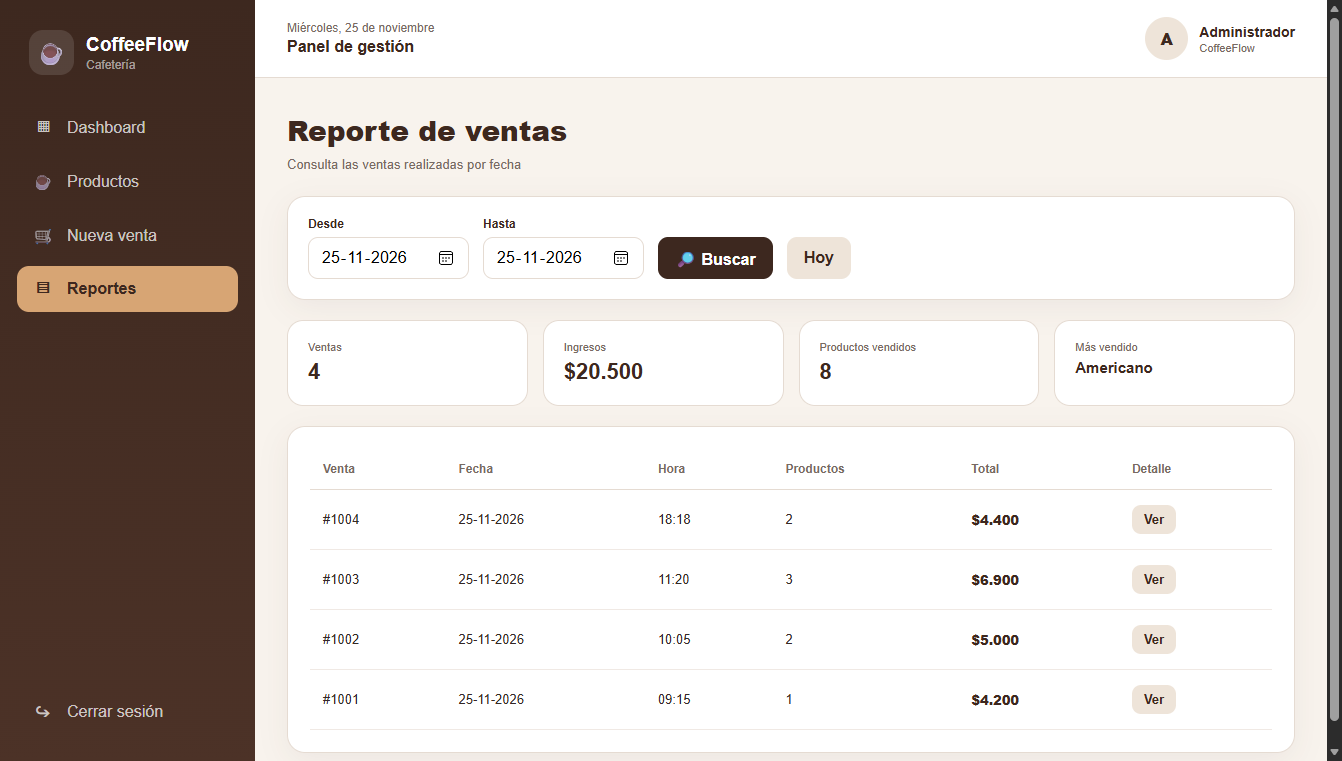 CoffeeFlow
Cafetería
Dashboard
Productos
Nueva venta
Reportes
Cerrar sesión
Miércoles, 25 de noviembre
Panel de gestión
A
Administrador
CoffeeFlow
Reporte de ventas
Consulta las ventas realizadas por fecha
Desde Hasta
25-11-2026 25-11-2026 Buscar Hoy
Ventas Ingresos Productos vendidos Más vendido
4 $20.500 8 Americano
Venta Fecha Hora Productos Total Detalle
#1004 25-11-2026 18:18 2 $4.400 Ver
#1003 25-11-2026 11:20 3 $6.900 Ver
#1002 25-11-2026 10:05 2 $5.000 Ver
#1001 25-11-2026 09:15 1 $4.200 Ver